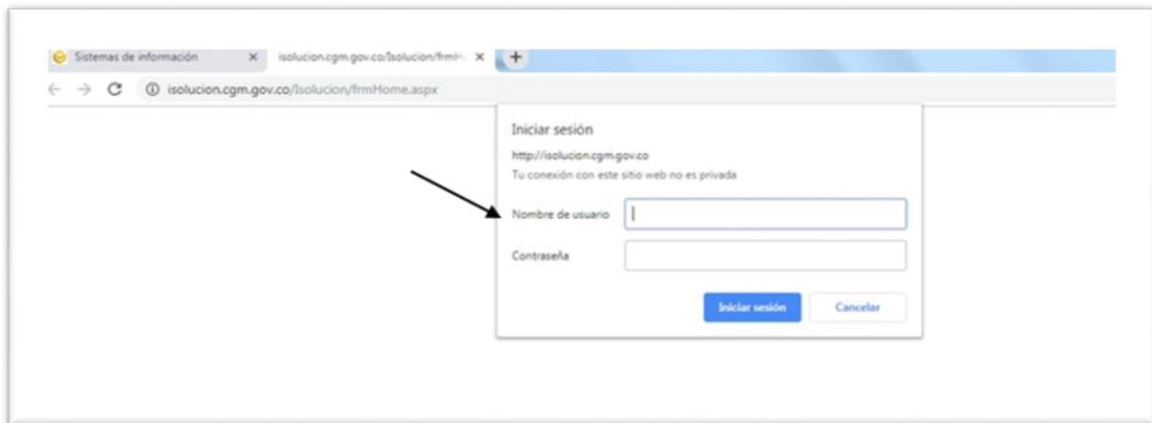 Sistemas de información
isolucion.cgm.gov.co/Isolucion/frmH
isolucion.cgm.gov.co/Isolucion/frmHome.aspx
Iniciar sesión
http://isolucion.cgm.gov.co
Tu conexión con este sitio web no es privada
Nombre de usuario
Contraseña
Iniciar sesión
Cancelar